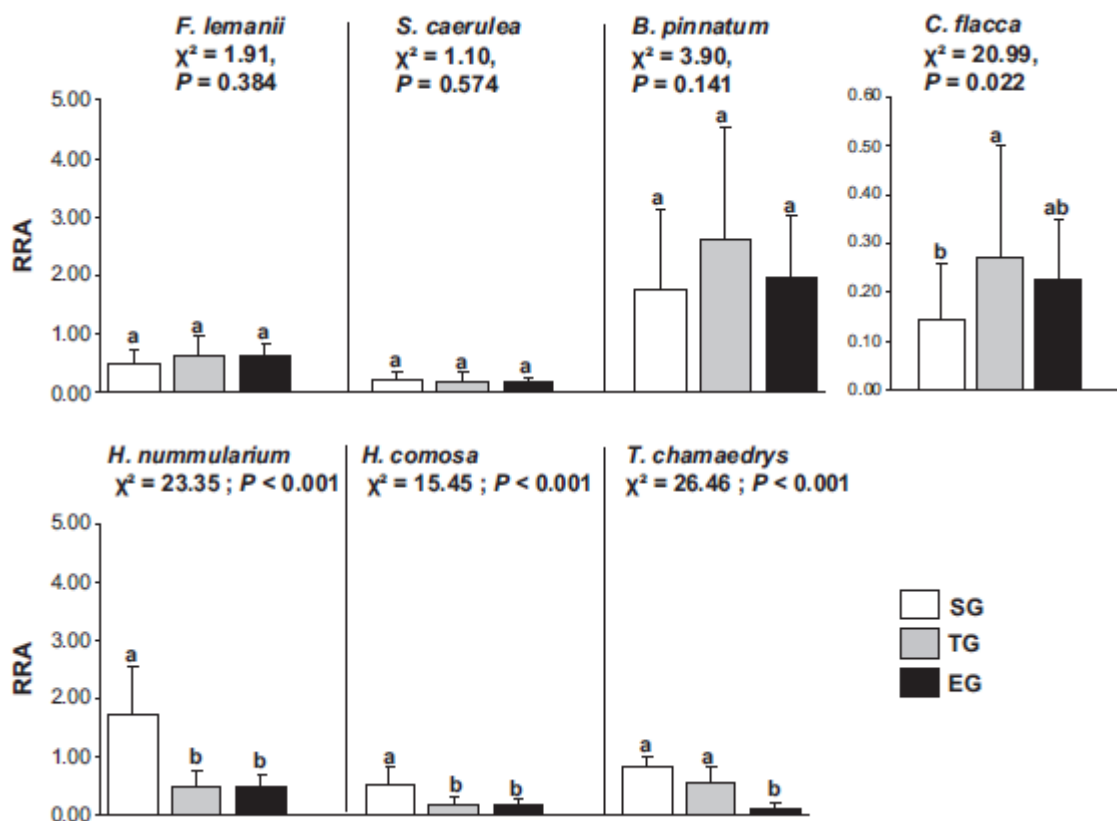 F. lemanii
χ² = 1.91,
P = 0.384
S. caerulea
χ² = 1.10,
P = 0.574
B. pinnatum
χ² = 3.90,
P = 0.141
C. flacca
χ² = 20.99,
P = 0.022
RRA
5.00
4.00
3.00
2.00
1.00
0.00
a a a
a a a
a a a
0.60
0.50
0.40
0.30
0.20
0.10
0.00
b a ab
H. nummularium
χ² = 23.35 ; P < 0.001
H. comosa
χ² = 15.45 ; P < 0.001
T. chamaedrys
χ² = 26.46 ; P < 0.001
RRA
5.00
4.00
3.00
2.00
1.00
0.00
a b b
a b b
a a b
SG
TG
EG